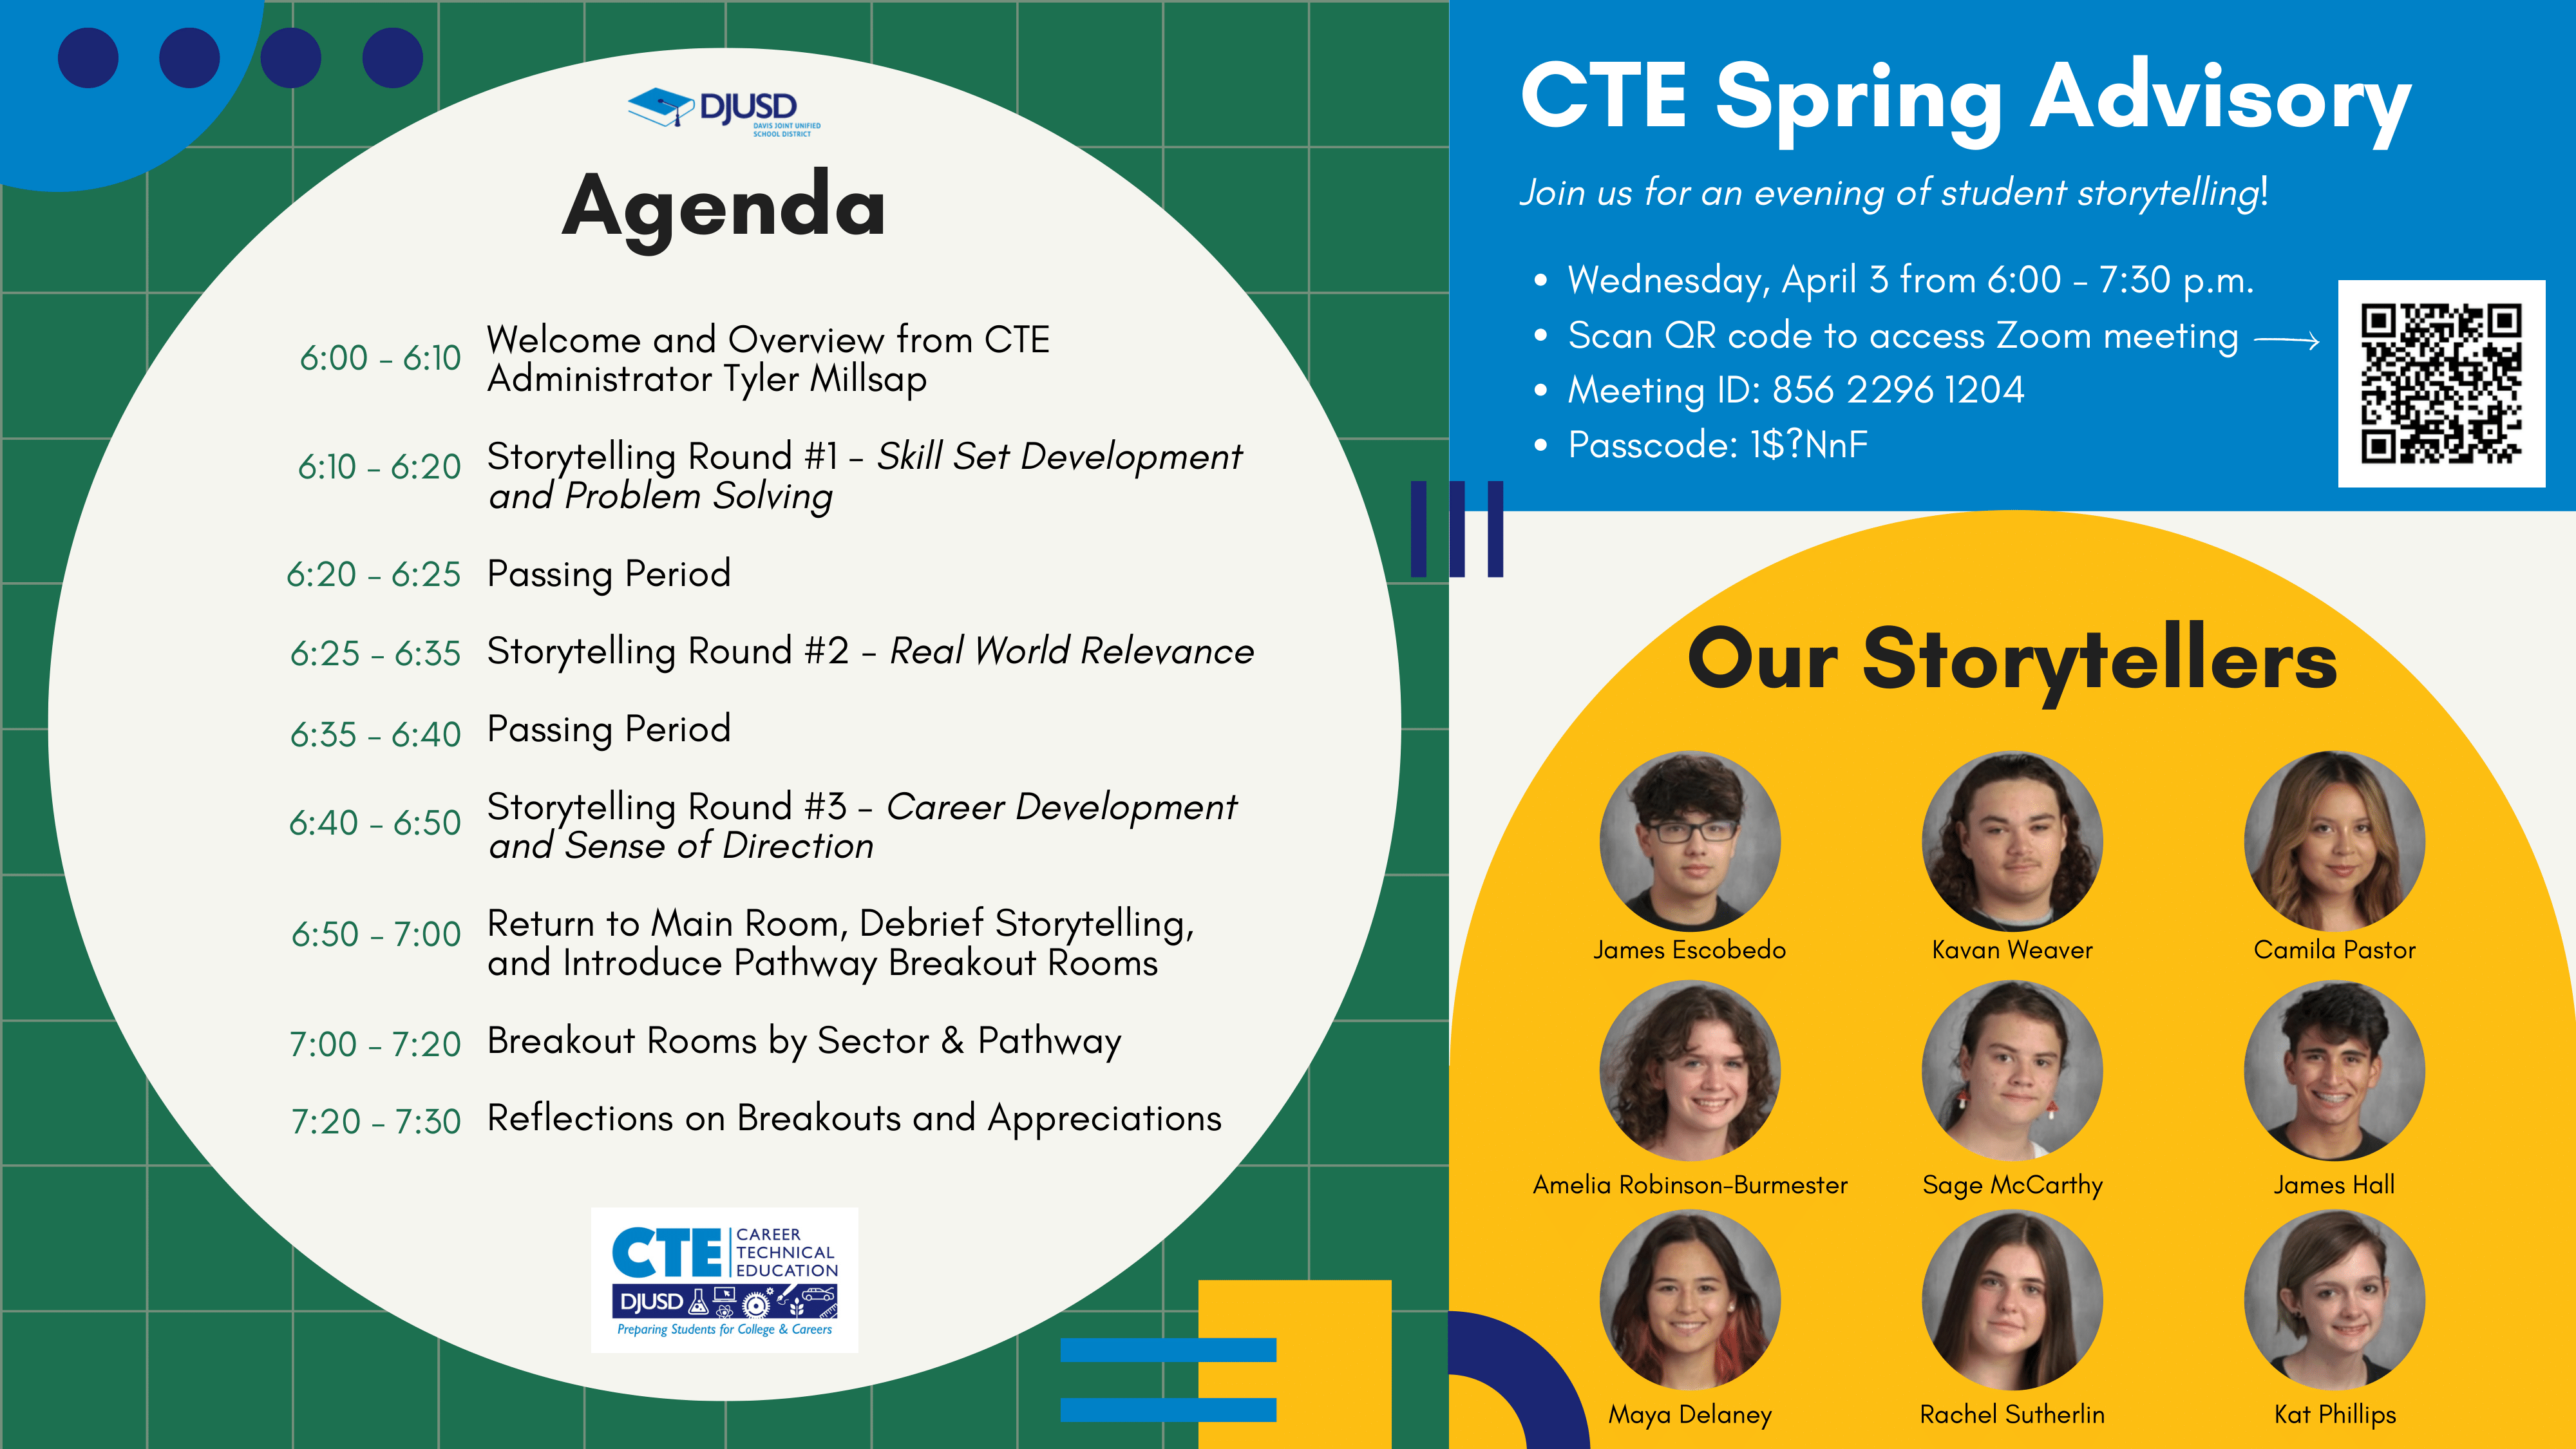 DJUSD
DAVIS JOINT UNIFIED
SCHOOL DISTRICT
Agenda
6:00 - 6:10
Welcome and Overview from CTE
Administrator Tyler Millsap
6:10 - 6:20
Storytelling Round #1 - Skill Set Development
and Problem Solving
6:20 - 6:25
Passing Period
6:25 - 6:35
Storytelling Round #2 - Real World Relevance
6:35 - 6:40
Passing Period
6:40 - 6:50
Storytelling Round #3 - Career Development
and Sense of Direction
6:50 - 7:00
Return to Main Room, Debrief Storytelling,
and Introduce Pathway Breakout Rooms
7:00 - 7:20
Breakout Rooms by Sector & Pathway
7:20 - 7:30
Reflections on Breakouts and Appreciations
CTE
CAREER
TECHNICAL
EDUCATION
DJUSD
Preparing Students for College & Careers
CTE Spring Advisory
Join us for an evening of student storytelling!
• Wednesday, April 3 from 6:00 - 7:30 p.m.
• Scan QR code to access Zoom meeting
• Meeting ID: 856 2296 1204
• Passcode: 1$?NnF
Our Storytellers
James Escobedo
Kavan Weaver
Camila Pastor
Amelia Robinson-Burmester
Sage McCarthy
James Hall
Maya Delaney
Rachel Sutherlin
Kat Phillips